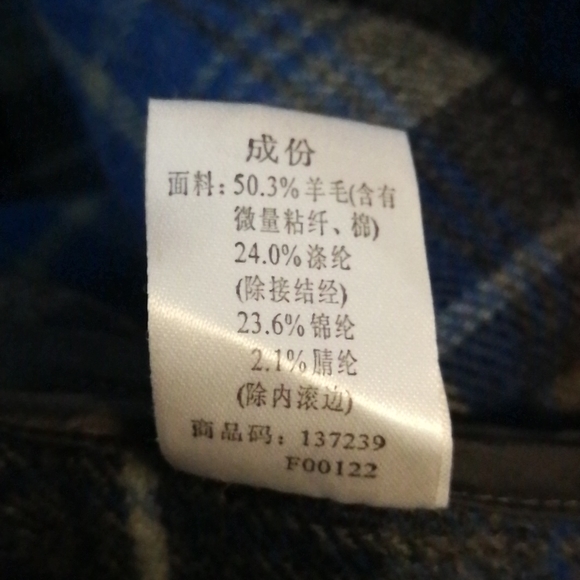 成份
面料：50.3%羊毛(含有
微量粘纤、棉)
24.0%涤纶
(除接结经)
23.6%锦纶
2.1%腈纶
(除内滚边)
商品码：137239
F00122